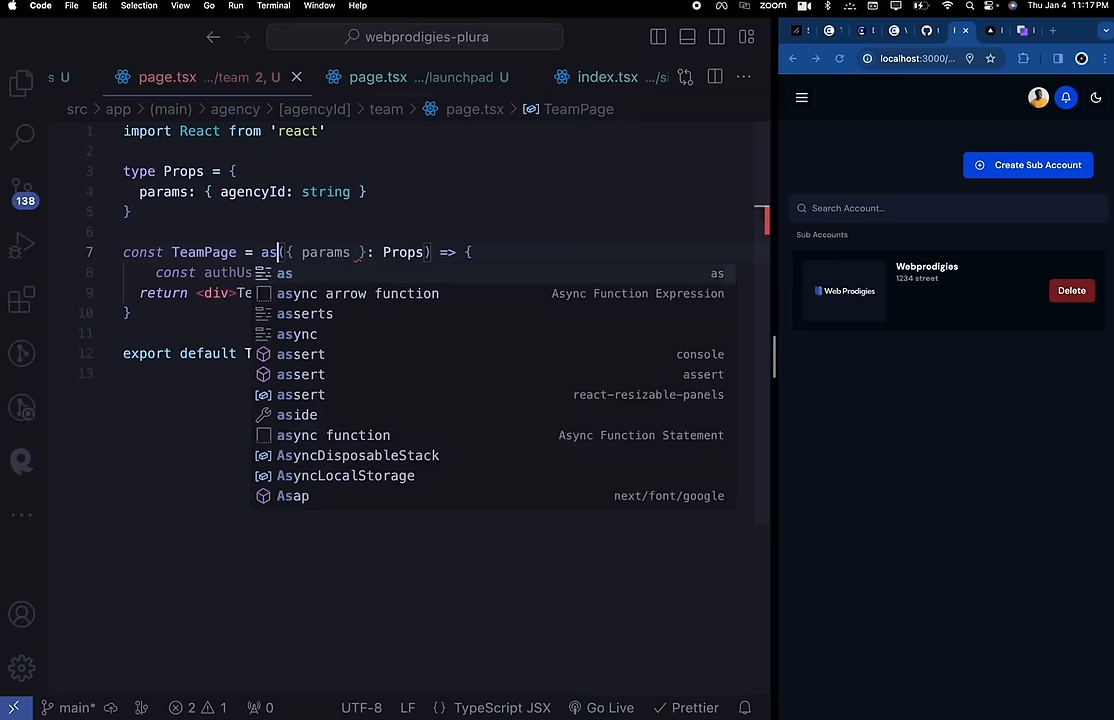 Code File Edit Selection View Go Run Terminal Window Help zoom Thu Jan 4 11:17 PM
webprodigies-plura
s U page.tsx .../team 2, U page.tsx .../launchpad U index.tsx .../si
src > app > (main) > agency > [agencyId] > team > page.tsx > TeamPage
1 import React from 'react'
2
3 type Props = {
4 params: { agencyId: string }
5 }
6
7 const TeamPage = as({ params }: Props) => {
8 const authUs
9 return <div>Te
10 }
11
12 export default T
13
as as
async arrow function Async Function Expression
asserts
async
assert console
assert assert
assert react-resizable-panels
aside
async function Async Function Statement
AsyncDisposableStack
AsyncLocalStorage
Asap next/font/google
138
main* 2 1 0 UTF-8 LF {} TypeScript JSX Go Live Prettier
localhost:3000/...
Create Sub Account
Search Account...
Sub Accounts
Web Prodigies
Webprodigies
1234 street
Delete